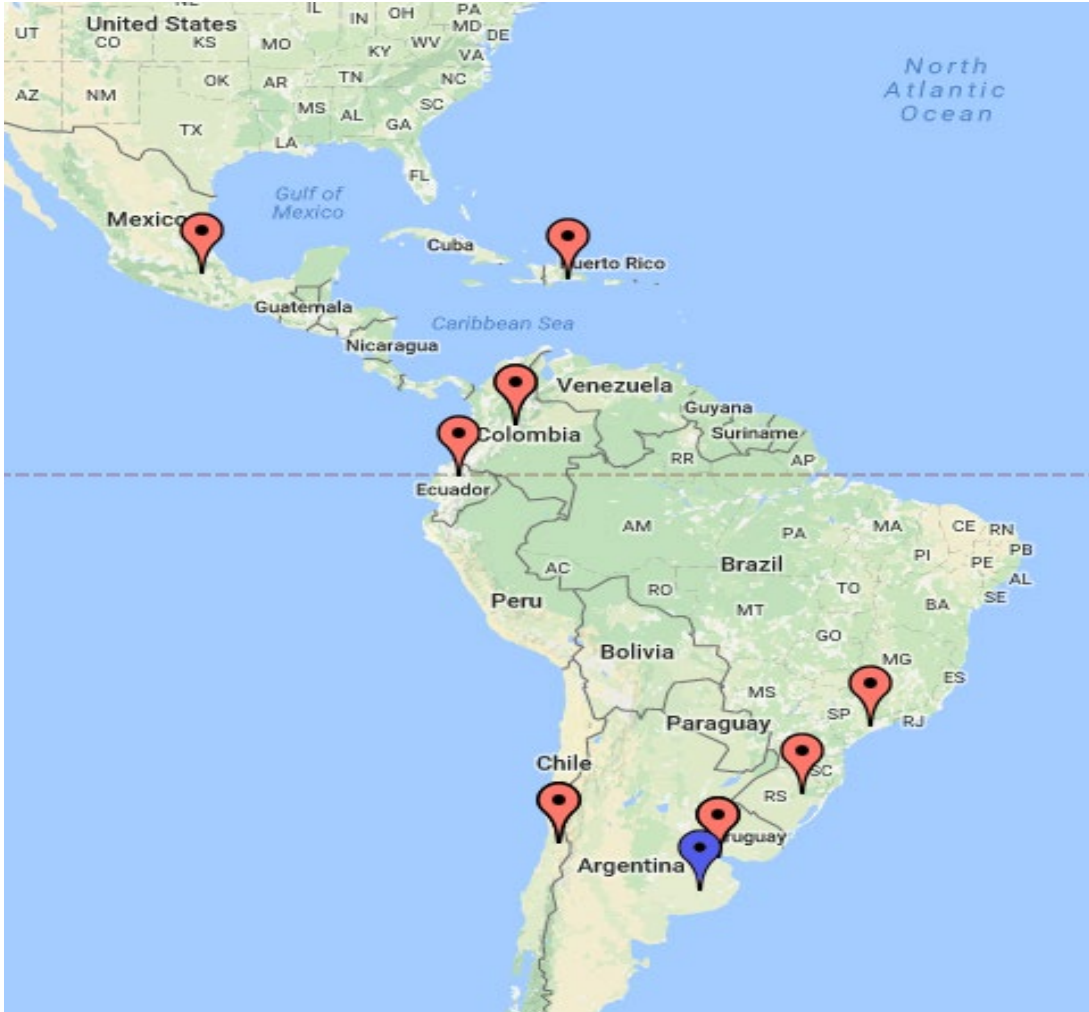 IL
IN
OH
PA
MD
DE
UT
United States
CO
KS
MO
KY
WV
VA
AZ
NM
OK
AR
TN
NC
MS
AL
SC
GA
TX
LA
FL
North
Atlantic
Ocean
Gulf of
Mexico
Mexico
Cuba
uerto Rico
Guatemala
Caribbean Sea
Nicaragua
Venezuela
Guyana
Suriname
Colombia
RR
AP
Ecuador
AM
PA
MA
CE
RN
PB
PI
PE
AL
SE
AC
Brazil
RO
TO
BA
Peru
MT
GO
Bolivia
MG
ES
MS
SP
RJ
Paraguay
Chile
SC
RS
ruguay
Argentina